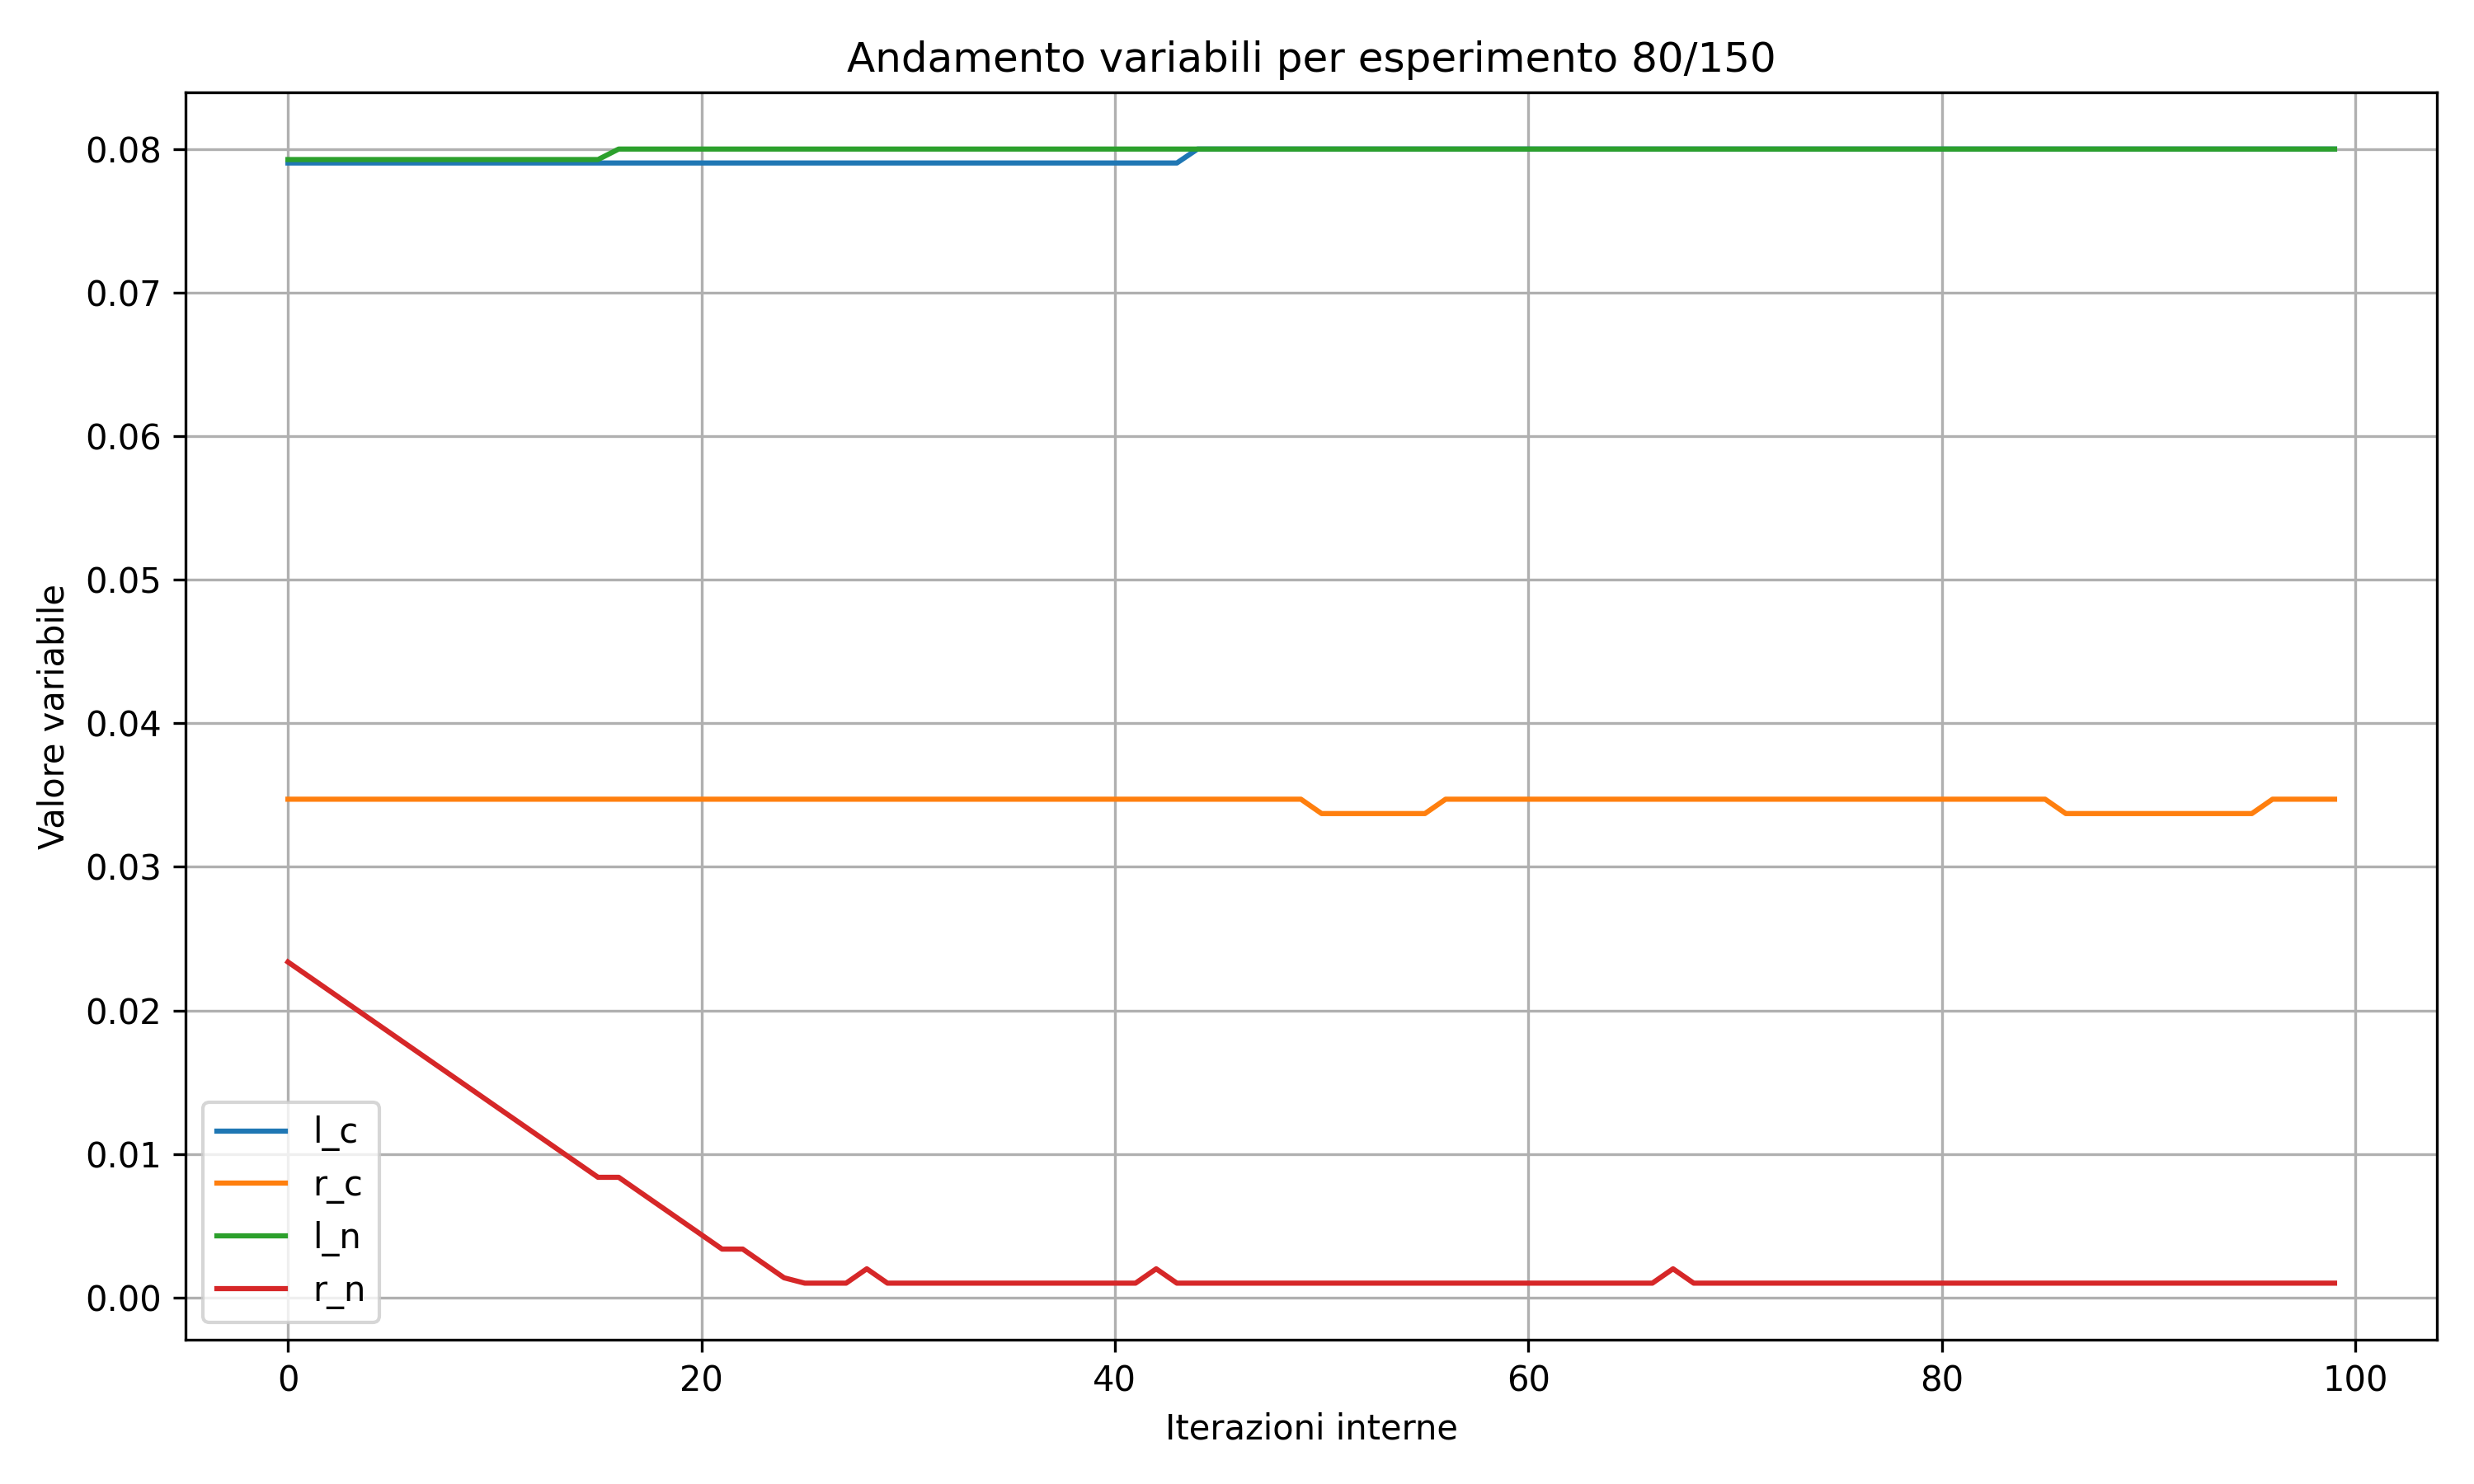 Andamento variabili per esperimento 80/150
Valore variabile
0.08
0.07
0.06
0.05
0.04
0.03
0.02
0.01
0.00
l_c
r_c
l_n
r_n
0 20 40 60 80 100
Iterazioni interne